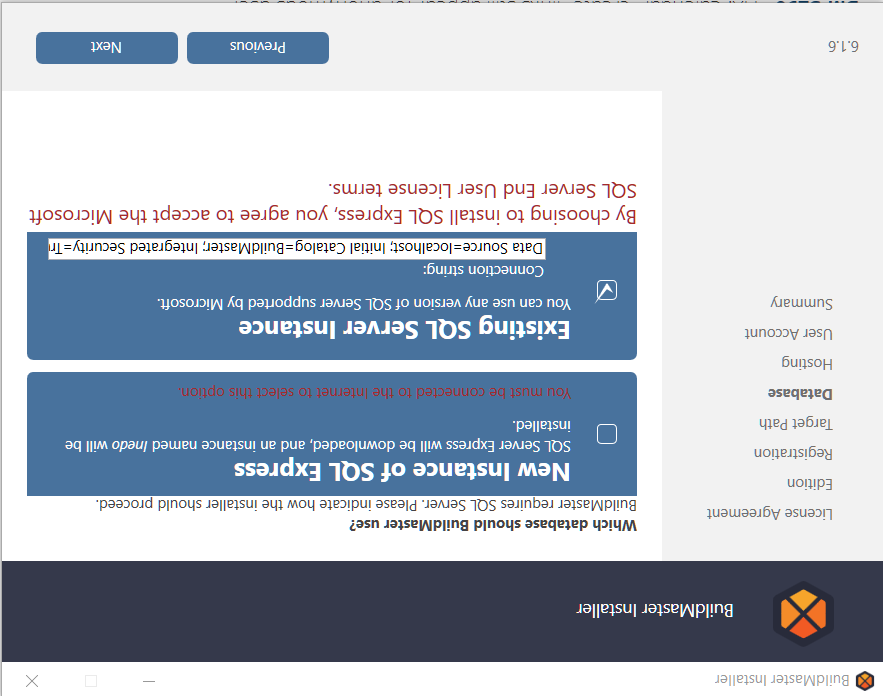 BuildMaster Installer
BuildMaster Installer
License Agreement
Edition
Registration
Target Path
Database
Hosting
User Account
Summary
6.1.6
Which database should BuildMaster use?
BuildMaster requires SQL Server. Please indicate how the installer should proceed.
New Instance of SQL Express
SQL Server Express will be downloaded, and an instance named Inedo will be
installed.
You must be connected to the Internet to select this option.
Existing SQL Server Instance
You can use any version of SQL Server supported by Microsoft.
Connection string:
Data Source=localhost; Initial Catalog=BuildMaster; Integrated Security=Tr
By choosing to install SQL Express, you agree to accept the Microsoft
SQL Server End User License terms.
Previous
Next